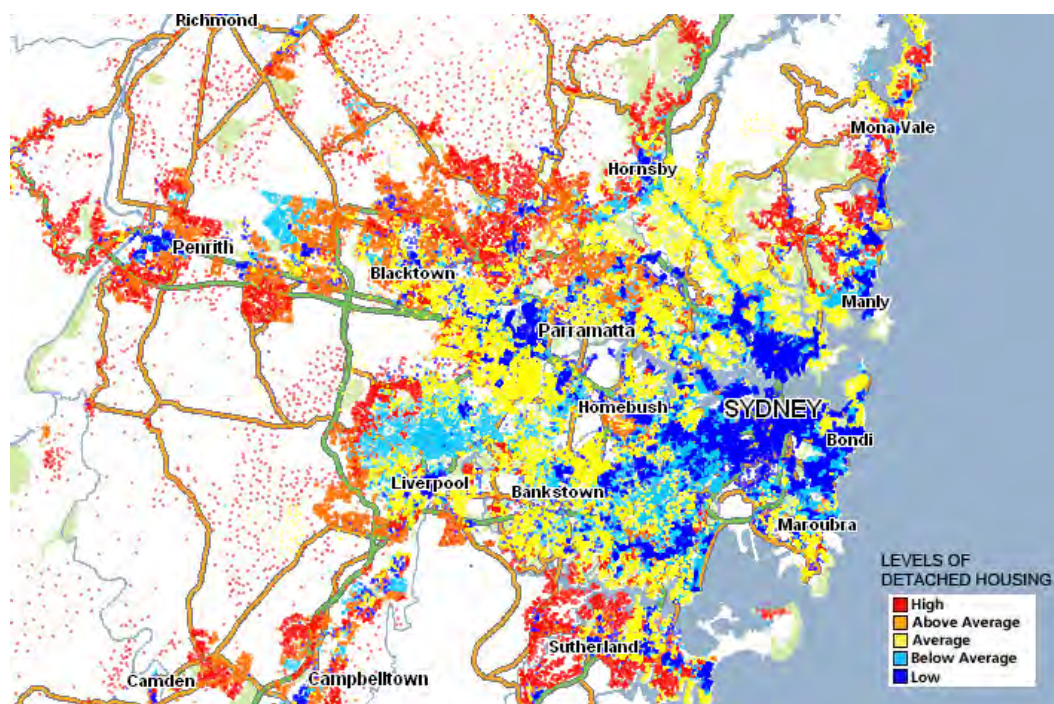 Richmond
Mona Vale
Hornsby
Penrith
Blacktown
Manly
Parramatta
Homebush
SYDNEY
Bondi
Liverpool
Bankstown
Maroubra
Sutherland
Camden
Campbelltown
LEVELS OF
DETACHED HOUSING
High
Above Average
Average
Below Average
Low